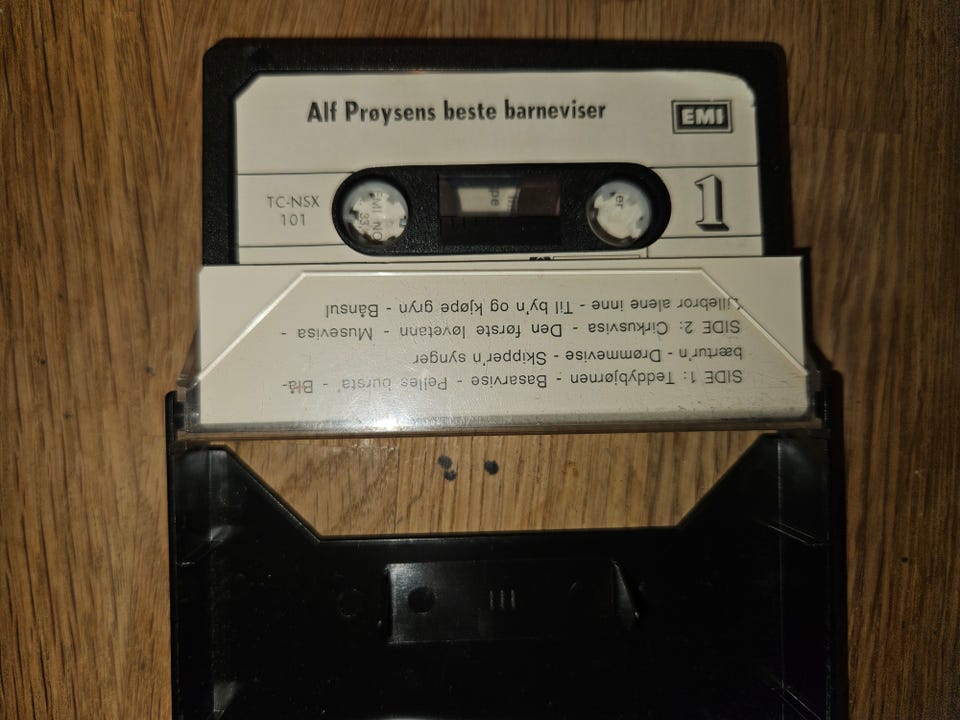 Alf Prøysens beste barneviser
EMI
TC-NSX
101
1
SIDE 1: Teddybjørnen - Basarvise - Pelles bursta' - Blå-
bærtur'n - Drømmevise - Skipper'n synger
SIDE 2: Cirkusvisa - Den første løvetann - Musevisa -
Lillebror alene inne - Til by'n og kjøpe gryn - Bånsul